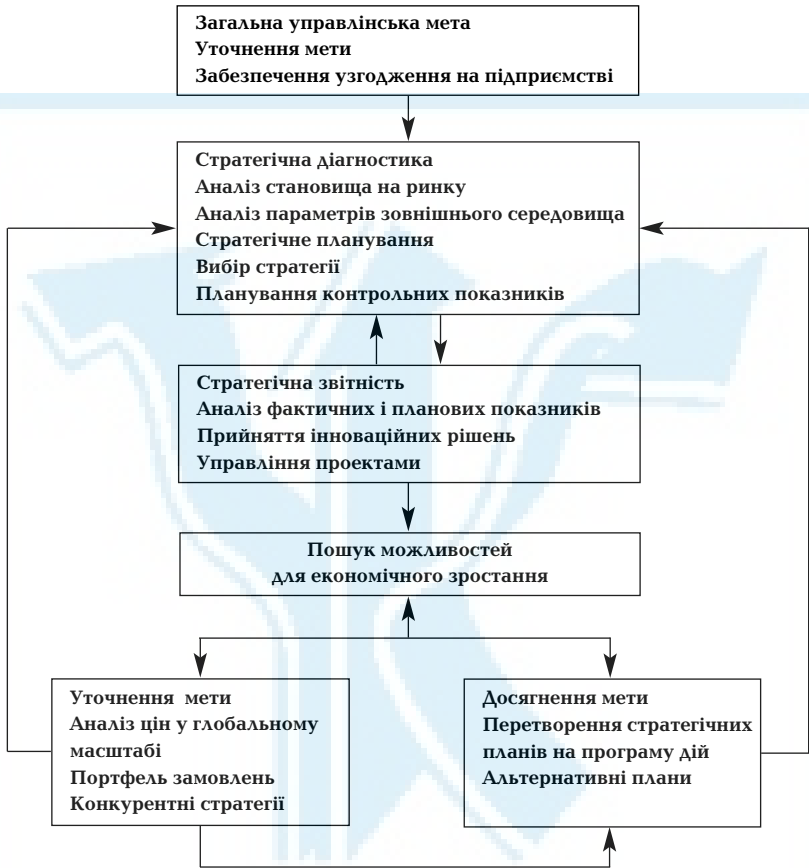 Загальна управлінська мета
Уточнення мети
Забезпечення узгодження на підприємстві
Стратегічна діагностика
Аналіз становища на ринку
Аналіз параметрів зовнішнього середовища
Стратегічне планування
Вибір стратегії
Планування контрольних показників
Стратегічна звітність
Аналіз фактичних і планових показників
Прийняття інноваційних рішень
Управління проектами
Пошук можливостей
для економічного зростання
Уточнення мети
Аналіз цін у глобальному
масштабі
Портфель замовлень
Конкурентні стратегії
Досягнення мети
Перетворення стратегічних
планів на програму дій
Альтернативні плани